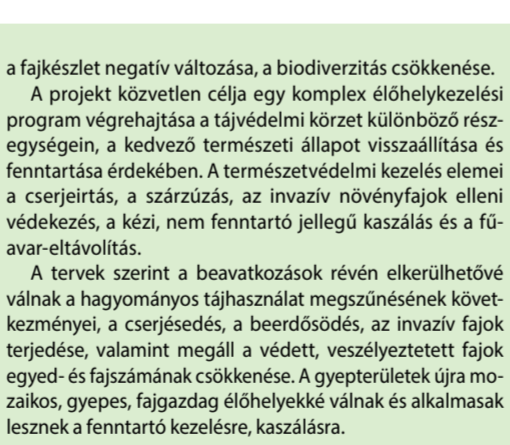 a fajkészlet negatív változása, a biodiverzitás csökkenése.
A projekt közvetlen célja egy komplex élőhelykezelési
program végrehajtása a tájvédelmi körzet különböző rész-
egységein, a kedvező természeti állapot visszaállítása és
fenntartása érdekében. A természetvédelmi kezelés elemei
a cserjeirtás, a szárzúzás, az invazív növényfajok elleni
védekezés, a kézi, nem fenntartó jellegű kaszálás és a fű-
avar-eltávolítás.
A tervek szerint a beavatkozások révén elkerülhetővé
válnak a hagyományos tájhasználat megszűnésének követ-
kezményei, a cserjésedés, a beerdősödés, az invazív fajok
terjedése, valamint megáll a védett, veszélyeztetett fajok
egyed- és fajszámának csökkenése. A gyepterületek újra mo-
zaikos, gyepes, fajgazdag élőhelyekké válnak és alkalmasak
lesznek a fenntartó kezelésre, kaszálásra.